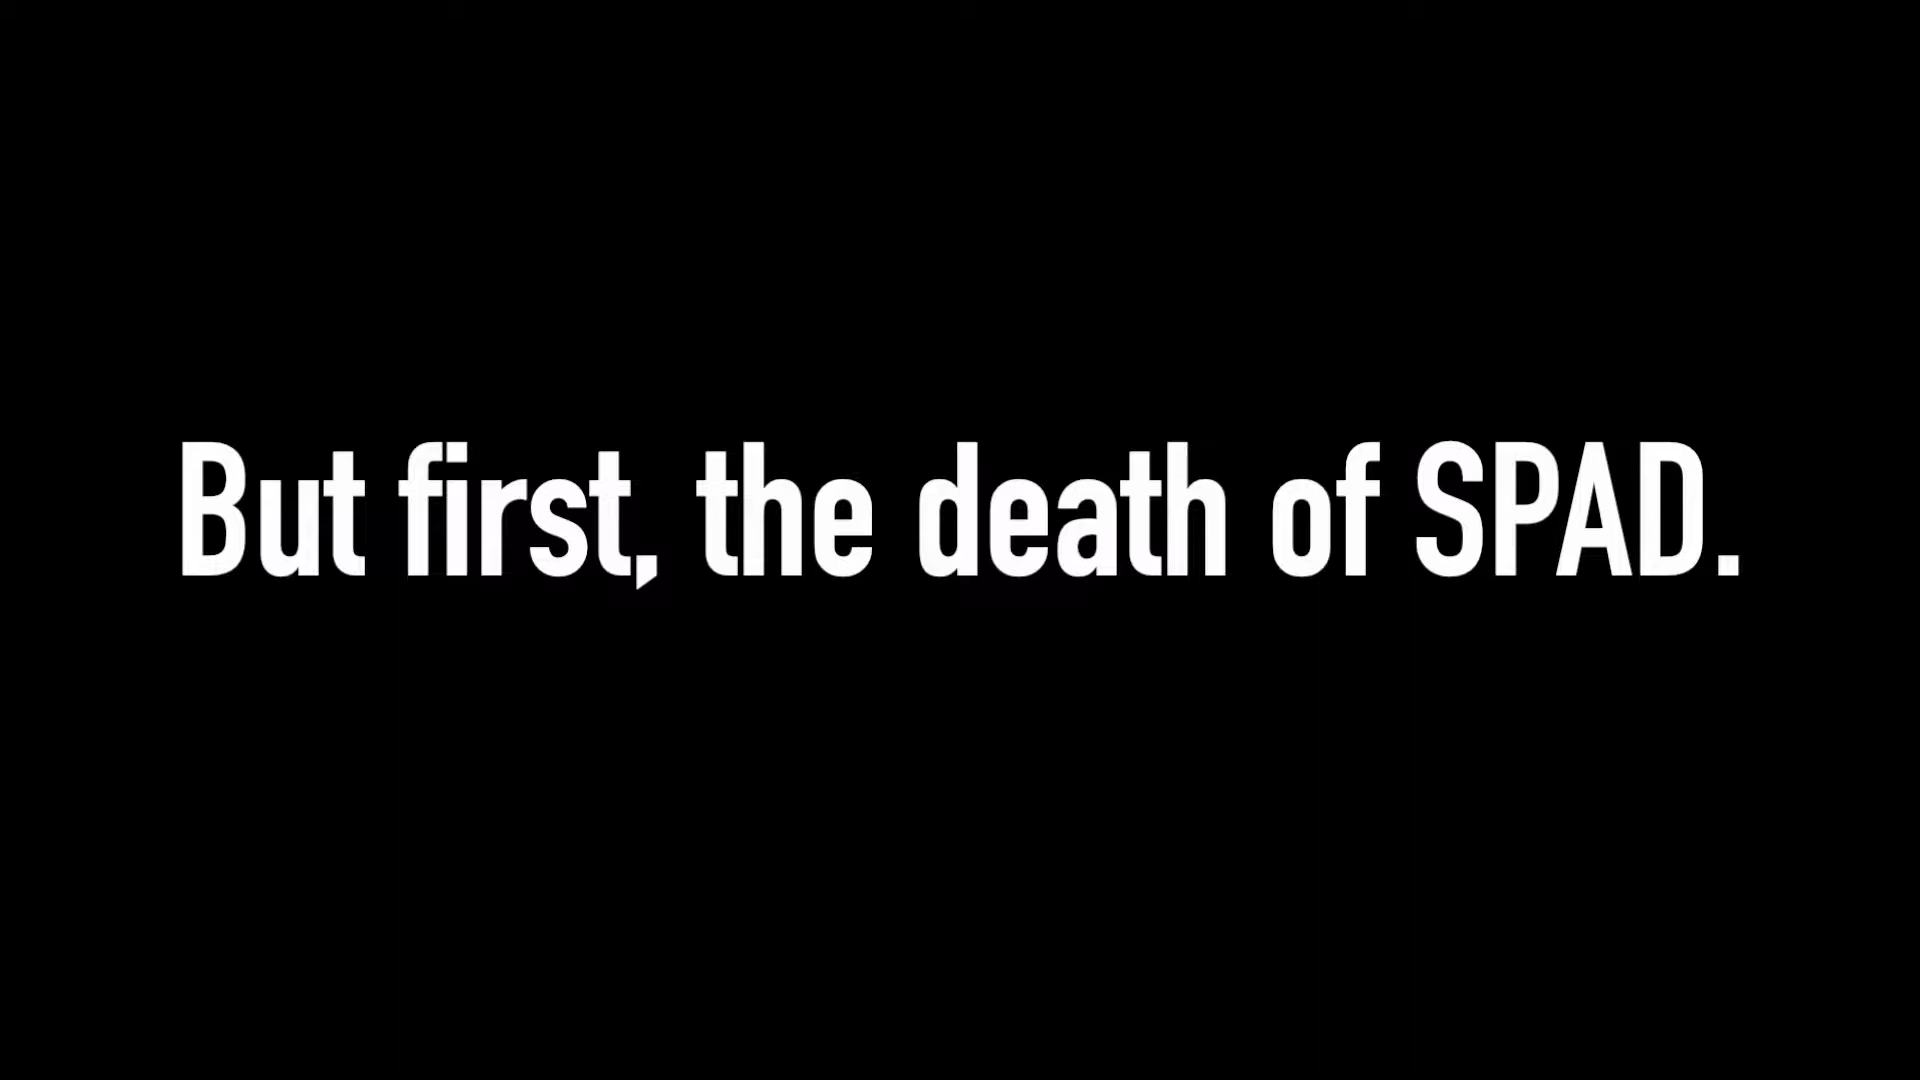 But first, the death of SPAD.